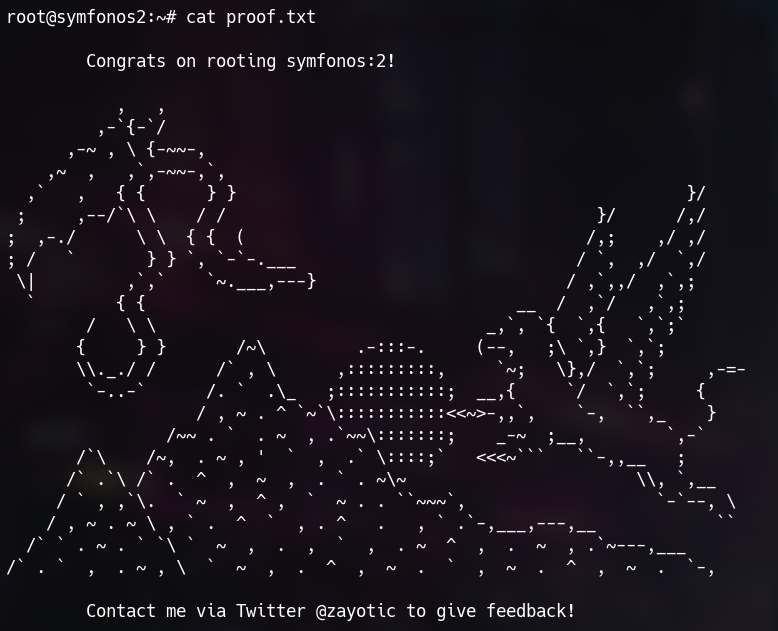 root@symfonos2:~# cat proof.txt
Congrats on rooting symfonos:2!
Contact me via Twitter @zayotic to give feedback!